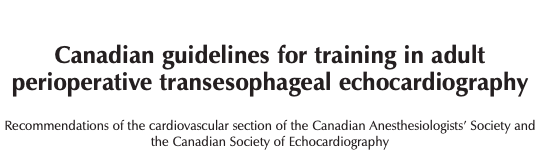 Canadian guidelines for training in adult
perioperative transesophageal echocardiography
Recommendations of the cardiovascular section of the Canadian Anesthesiologists’ Society and
the Canadian Society of Echocardiography